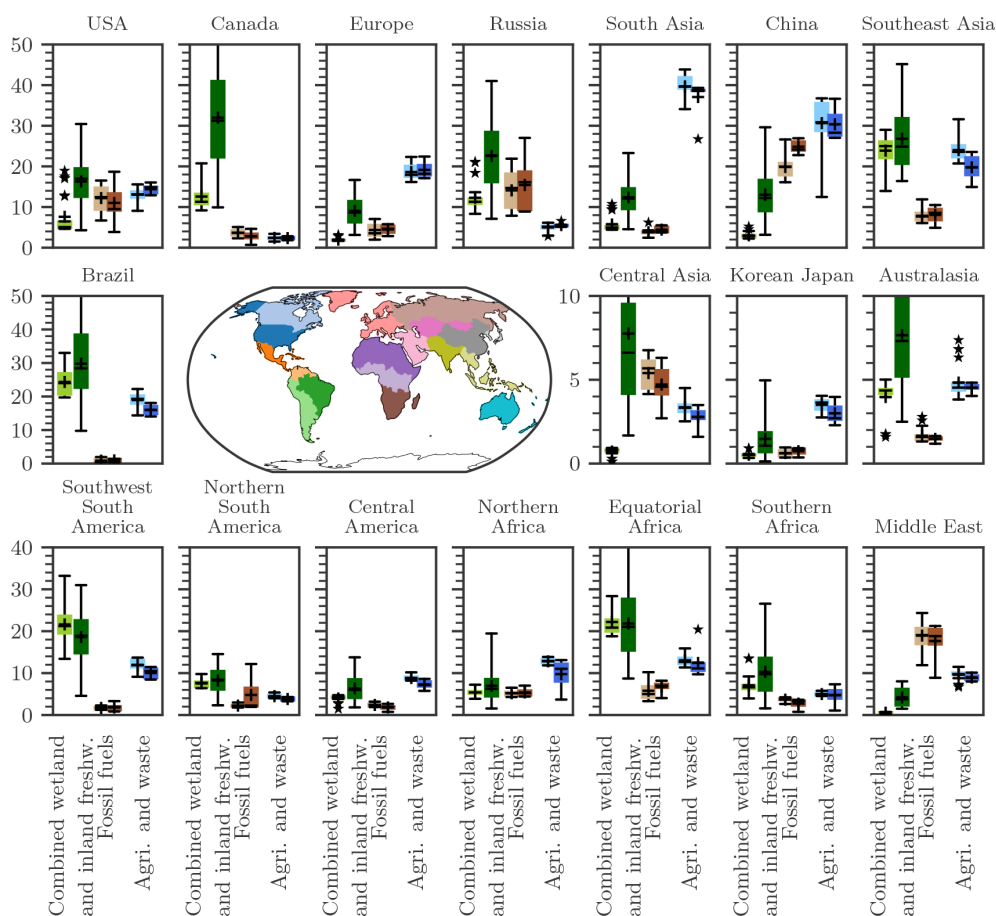 USA
Canada
Europe
Russia
South Asia
China
Southeast Asia
50
40
30
20
10
0
Brazil
Central Asia
Korean Japan
Australasia
50
40
30
20
10
0
10
5
0
Southwest
South
America
Northern
South
America
Central
America
Northern
Africa
Equatorial
Africa
Southern
Africa
Middle East
40
30
20
10
0
Combined wetland
and inland freshw.
Fossil fuels
Agri. and waste
Combined wetland
and inland freshw.
Fossil fuels
Agri. and waste
Combined wetland
and inland freshw.
Fossil fuels
Agri. and waste
Combined wetland
and inland freshw.
Fossil fuels
Agri. and waste
Combined wetland
and inland freshw.
Fossil fuels
Agri. and waste
Combined wetland
and inland freshw.
Fossil fuels
Agri. and waste
Combined wetland
and inland freshw.
Fossil fuels
Agri. and waste